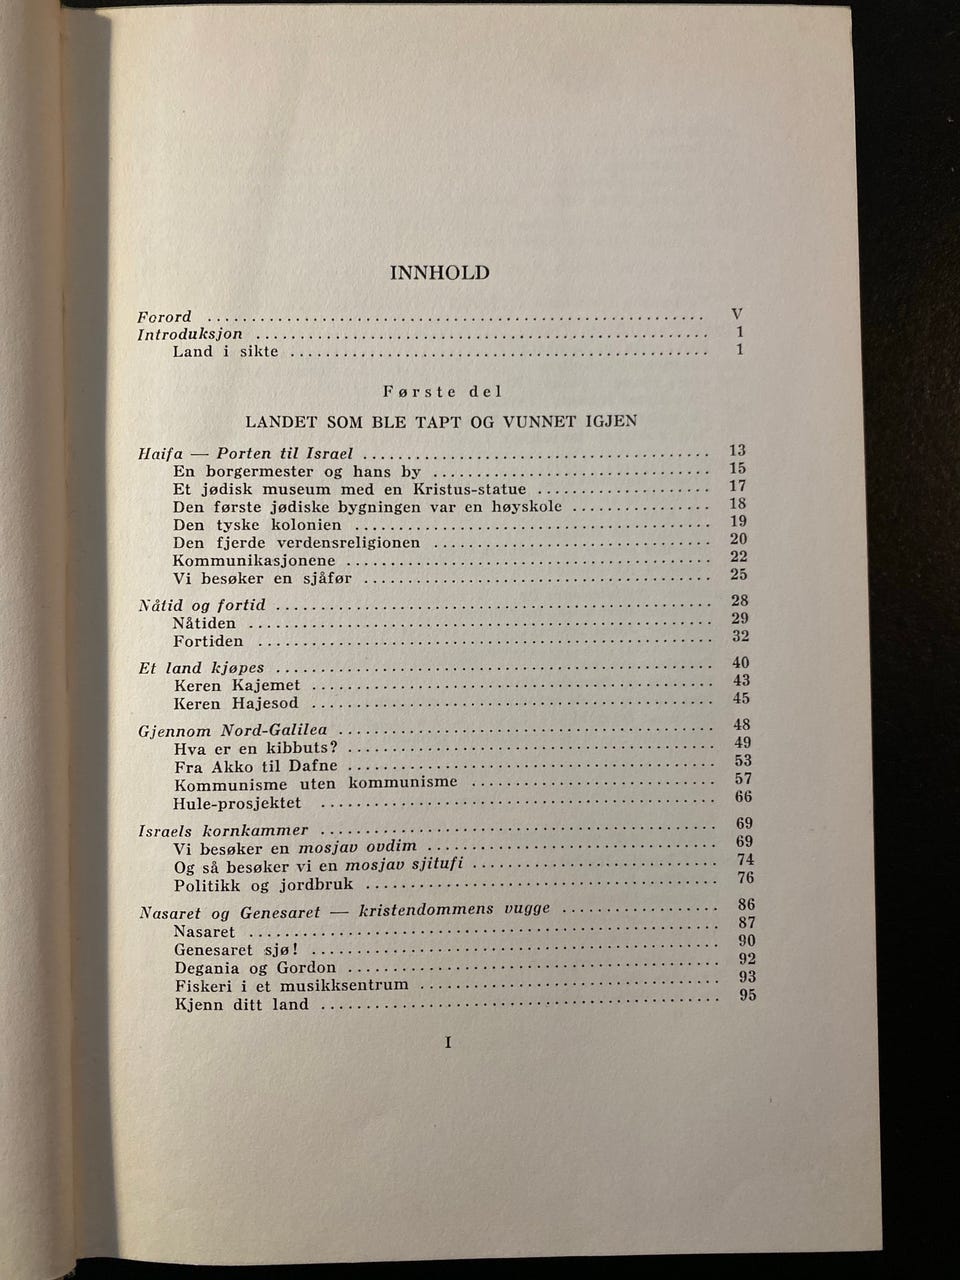 INNHOLD
Forord ........ V
Introduksjon ........ 1
Land i sikte ........ 1
Første del
LANDET SOM BLE TAPT OG VUNNET IGJEN
Haifa — Porten til Israel ........ 13
En borgermester og hans by ........ 15
Et jødisk museum med en Kristus-statue ........ 17
Den første jødiske bygningen var en høyskole ........ 18
Den tyske kolonien ........ 19
Den fjerde verdensreligionen ........ 20
Kommunikasjonene ........ 22
Vi besøker en sjåfør ........ 25
Nåtid og fortid ........ 28
Nåtiden ........ 29
Fortiden ........ 32
Et land kjøpes ........ 40
Keren Kajemet ........ 43
Keren Hajesod ........ 45
Gjennom Nord-Galilea ........ 48
Hva er en kibbuts? ........ 49
Fra Akko til Dafne ........ 53
Kommunisme uten kommunisme ........ 57
Hule-prosjektet ........ 66
Israels kornkammer ........ 69
Vi besøker en mosjav ovdim ........ 69
Og så besøker vi en mosjav sjitufi ........ 74
Politikk og jordbruk ........ 76
Nasaret og Genesaret — kristendommens vugge ........ 86
Nasaret ........ 87
Genesaret sjø! ........ 90
Degania og Gordon ........ 92
Fiskeri i et musikksentrum ........ 93
Kjenn ditt land ........ 95
I